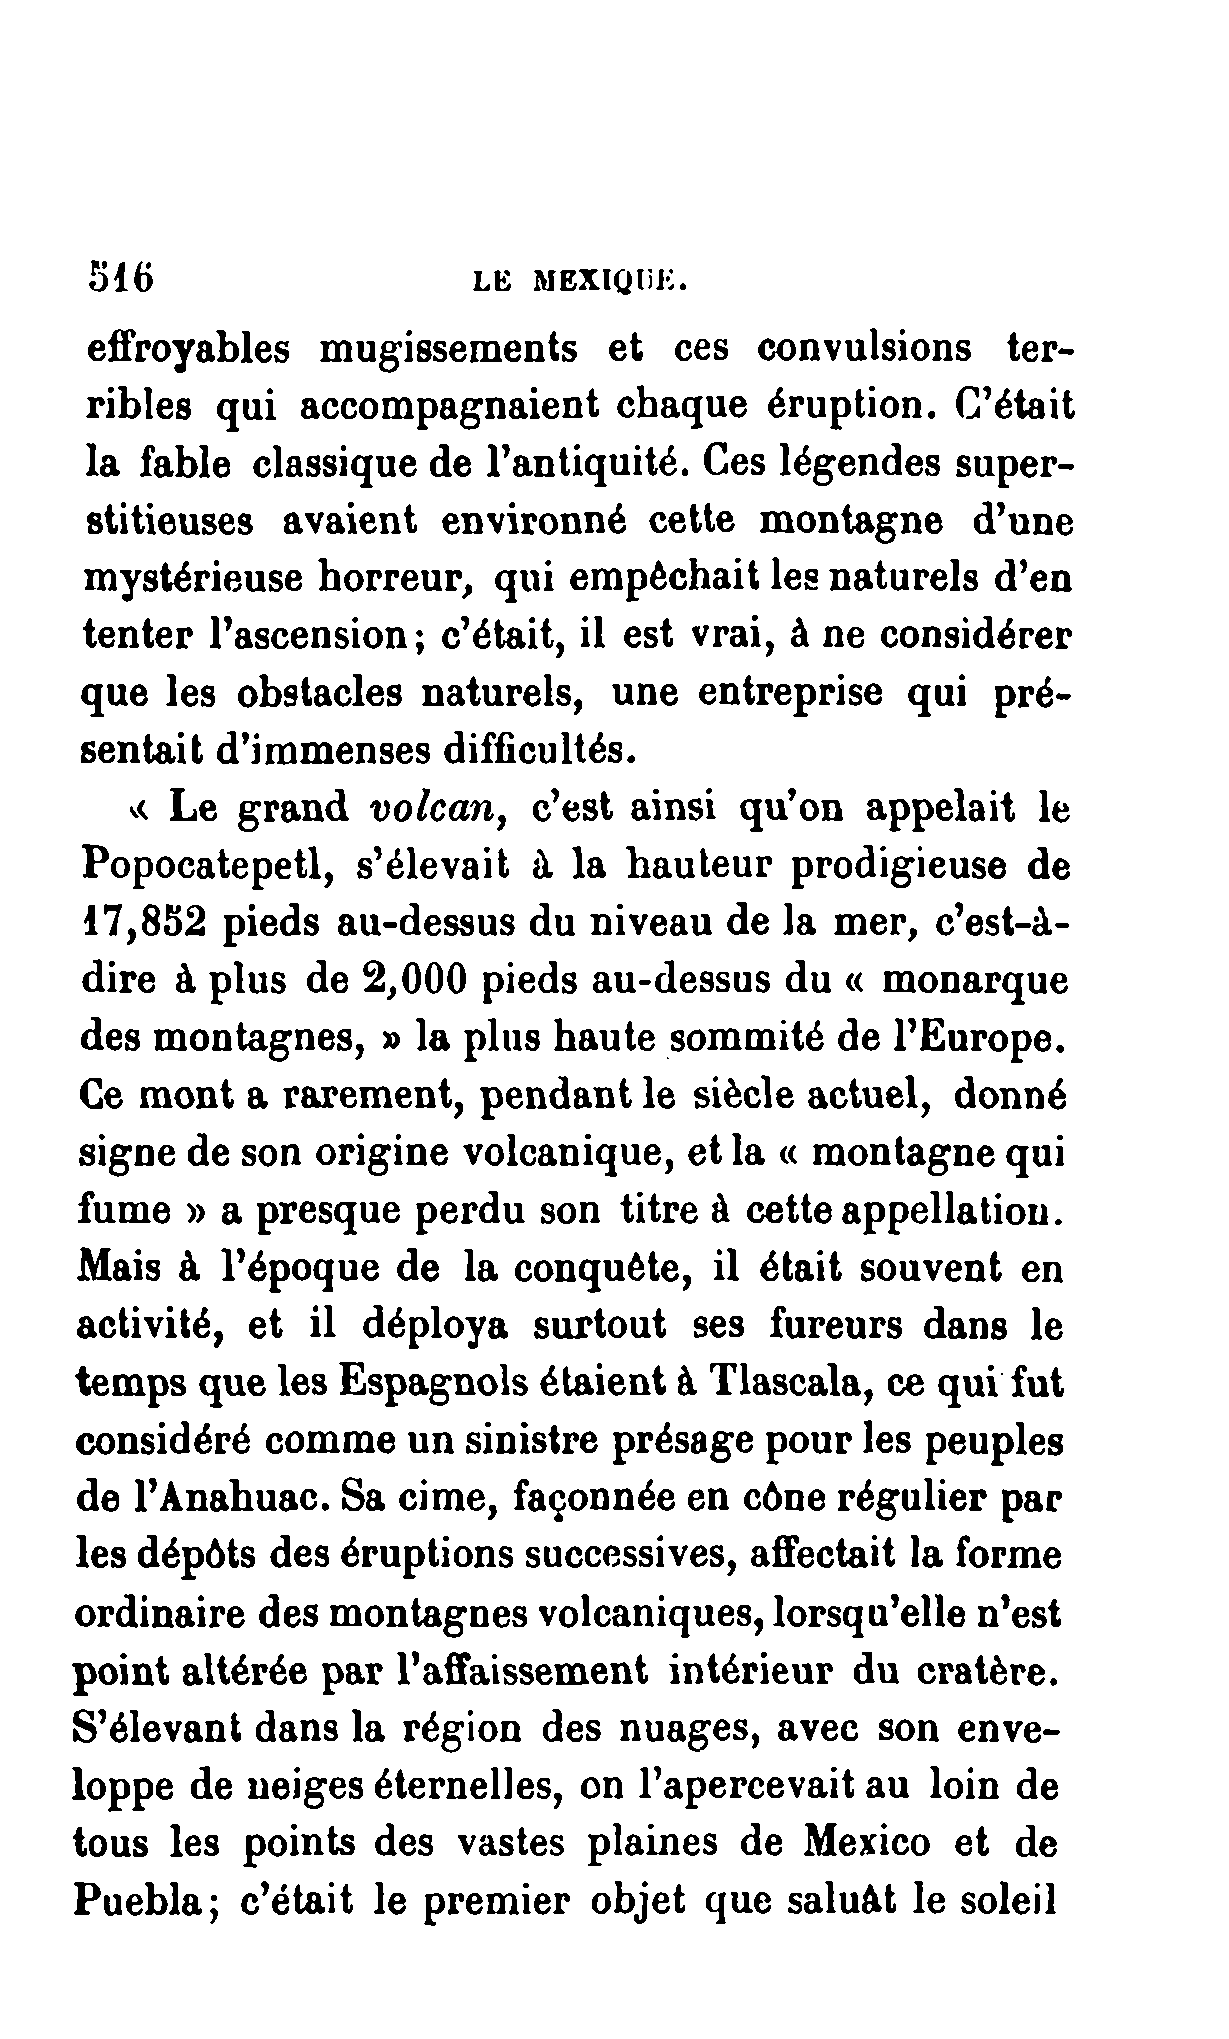 516 LE MEXIQUE.
effroyables mugissements et ces convulsions ter-
ribles qui accompagnaient chaque éruption. C'était
la fable classique de l'antiquité. Ces légendes super-
stitieuses avaient environné cette montagne d'une
mystérieuse horreur, qui empêchait les naturels d'en
tenter l'ascension; c'était, il est vrai, à ne considérer
que les obstacles naturels, une entreprise qui pré-
sentait d'immenses difficultés.
« Le grand volcan, c'est ainsi qu'on appelait le
Popocatepetl, s'élevait à la hauteur prodigieuse de
17,852 pieds au-dessus du niveau de la mer, c'est-à-
dire à plus de 2,000 pieds au-dessus du « monarque
des montagnes, » la plus haute sommité de l'Europe.
Ce mont a rarement, pendant le siècle actuel, donné
signe de son origine volcanique, et la « montagne qui
fume » a presque perdu son titre à cette appellation.
Mais à l'époque de la conquête, il était souvent en
activité, et il déploya surtout ses fureurs dans le
temps que les Espagnols étaient à Tlascala, ce qui fut
considéré comme un sinistre présage pour les peuples
de l'Anahuac. Sa cime, façonnée en cône régulier par
les dépôts des éruptions successives, affectait la forme
ordinaire des montagnes volcaniques, lorsqu'elle n'est
point altérée par l'affaissement intérieur du cratère.
S'élevant dans la région des nuages, avec son enve-
loppe de neiges éternelles, on l'apercevait au loin de
tous les points des vastes plaines de Mexico et de
Puebla; c'était le premier objet que saluât le soleil